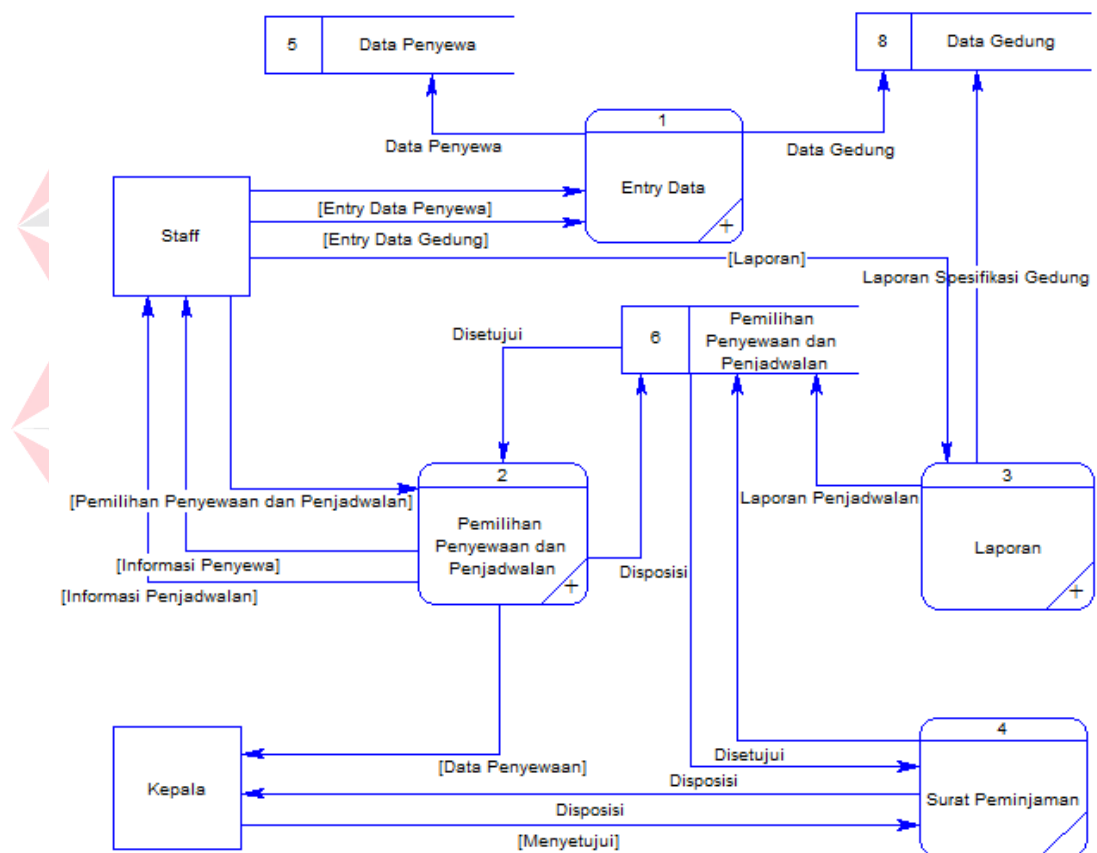 5
Data Penyewa
8
Data Gedung
1
Data Penyewa
Data Gedung
Entry Data
+
[Entry Data Penyewa]
Staff
[Entry Data Gedung]
[Laporan]
Laporan Spesifikasi Gedung
Disetujui
6
Pemilihan
Penyewaan dan
Penjadwalan
2
3
[Pemilihan Penyewaan dan Penjadwalan]
Laporan Penjadwalan
Pemilihan
Penyewaan dan
Penjadwalan
+
Laporan
+
[Informasi Penyewa]
Disposisi
[Informasi Penjadwalan]
4
Disetujui
[Data Penyewaan]
Disposisi
Kepala
Surat Peminjaman
Disposisi
[Menyetujui]